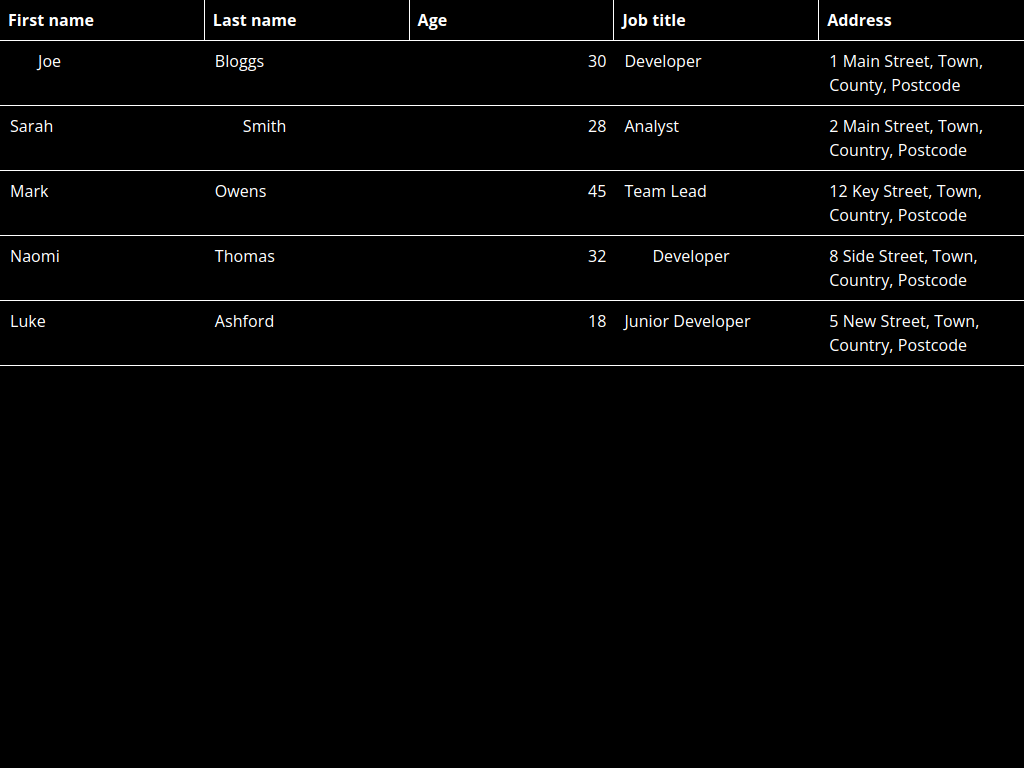 First name Last name Age Job title Address
Joe Bloggs 30 Developer 1 Main Street, Town,
County, Postcode
Sarah Smith 28 Analyst 2 Main Street, Town,
Country, Postcode
Mark Owens 45 Team Lead 12 Key Street, Town,
Country, Postcode
Naomi Thomas 32 Developer 8 Side Street, Town,
Country, Postcode
Luke Ashford 18 Junior Developer 5 New Street, Town,
Country, Postcode